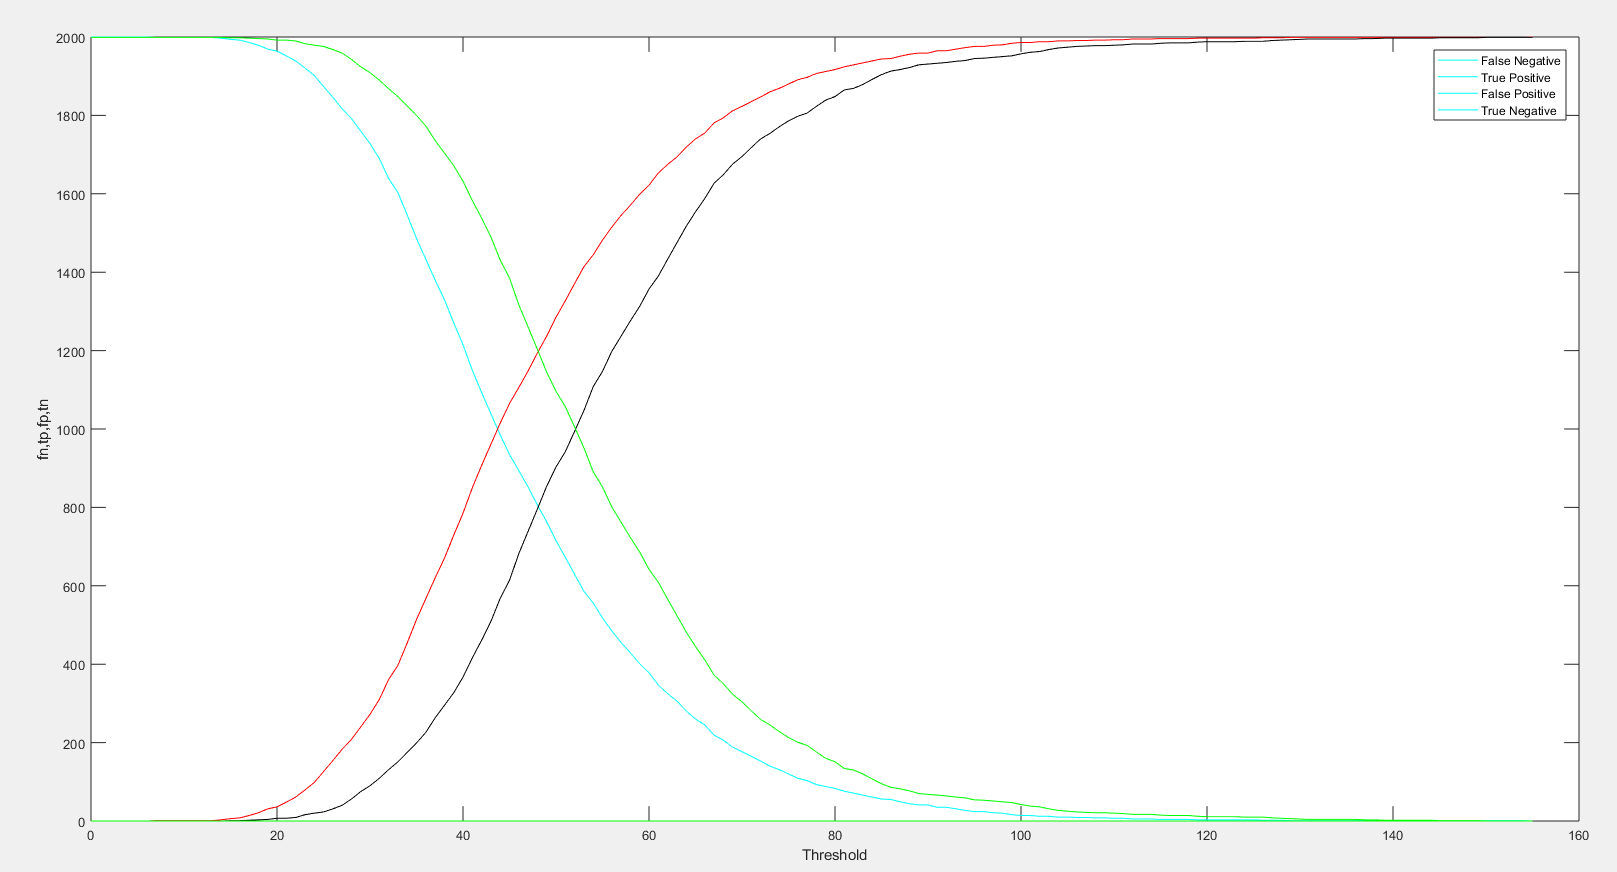 2000
1800
1600
1400
1200
1000
800
600
400
200
0
fn,tp,fp,tn
False Negative
True Positive
False Positive
True Negative
0 20 40 60 80 100 120 140 160
Threshold